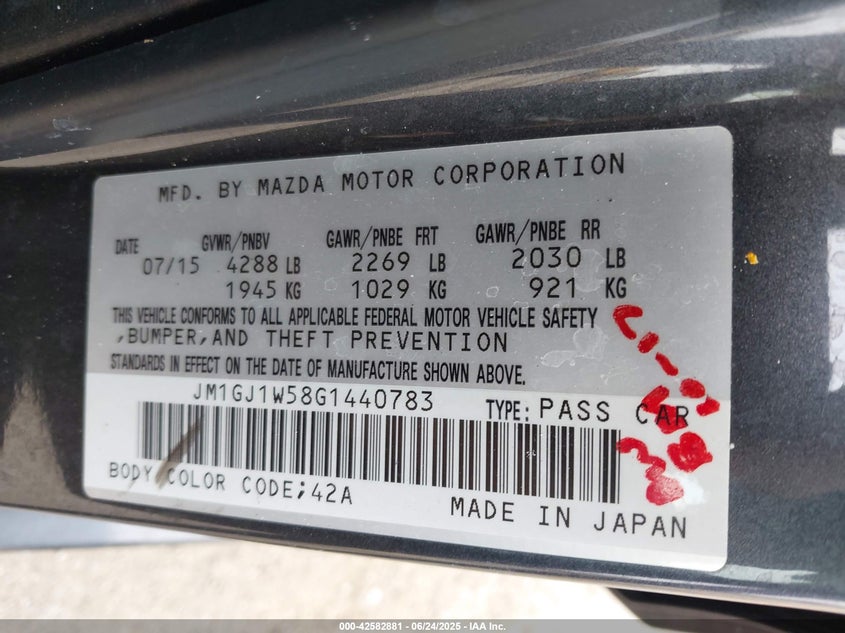 MFD. BY MAZDA MOTOR CORPORATION
DATE GVWR/PNBV GAWR/PNBE FRT GAWR/PNBE RR
07/15 4288 LB 2269 LB 2030 LB
1945 KG 1029 KG 921 KG
THIS VEHICLE CONFORMS TO ALL APPLICABLE FEDERAL MOTOR VEHICLE SAFETY
,BUMPER,AND THEFT PREVENTION
STANDARDS IN EFFECT ON THE DATE OF MANUFACTURE SHOWN ABOVE.
JM1GJ1W58G1440783 TYPE: PASS CAR
BODY COLOR CODE;42A
MADE IN JAPAN
000-42582881 - 06/24/2025 - IAA Inc.